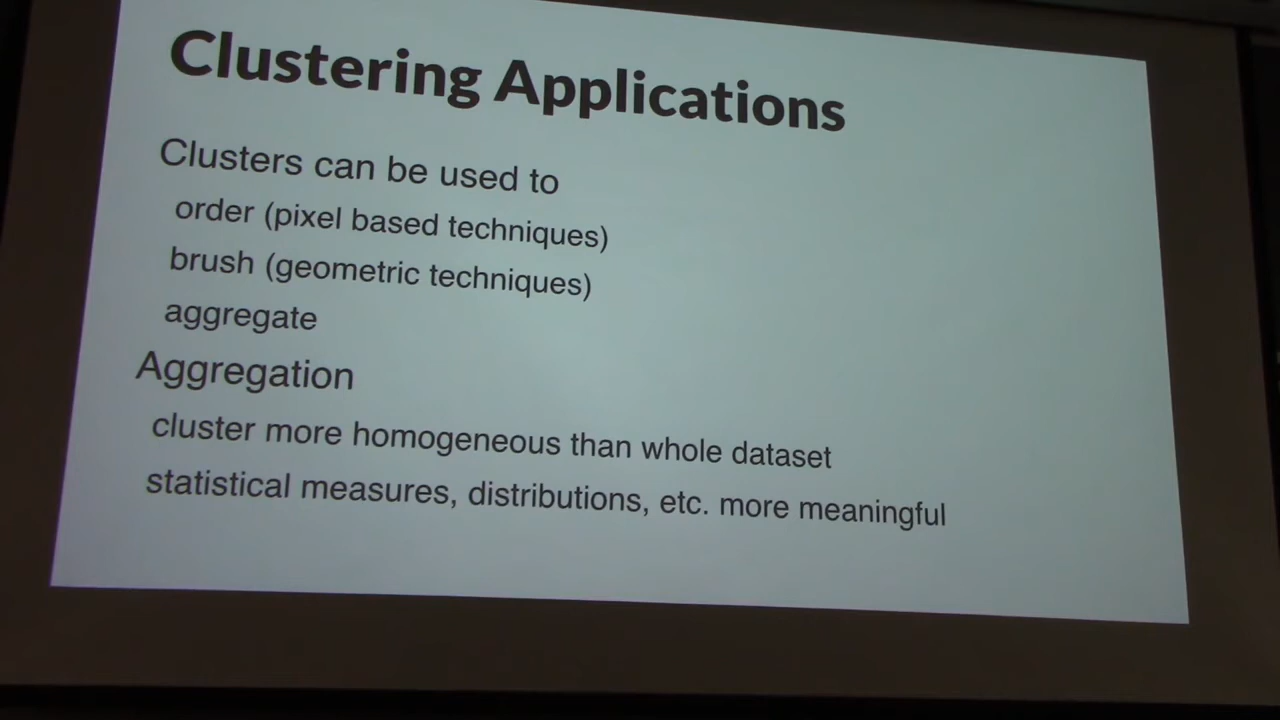 Clustering Applications
Clusters can be used to
order (pixel based techniques)
brush (geometric techniques)
aggregate
Aggregation
cluster more homogeneous than whole dataset
statistical measures, distributions, etc. more meaningful